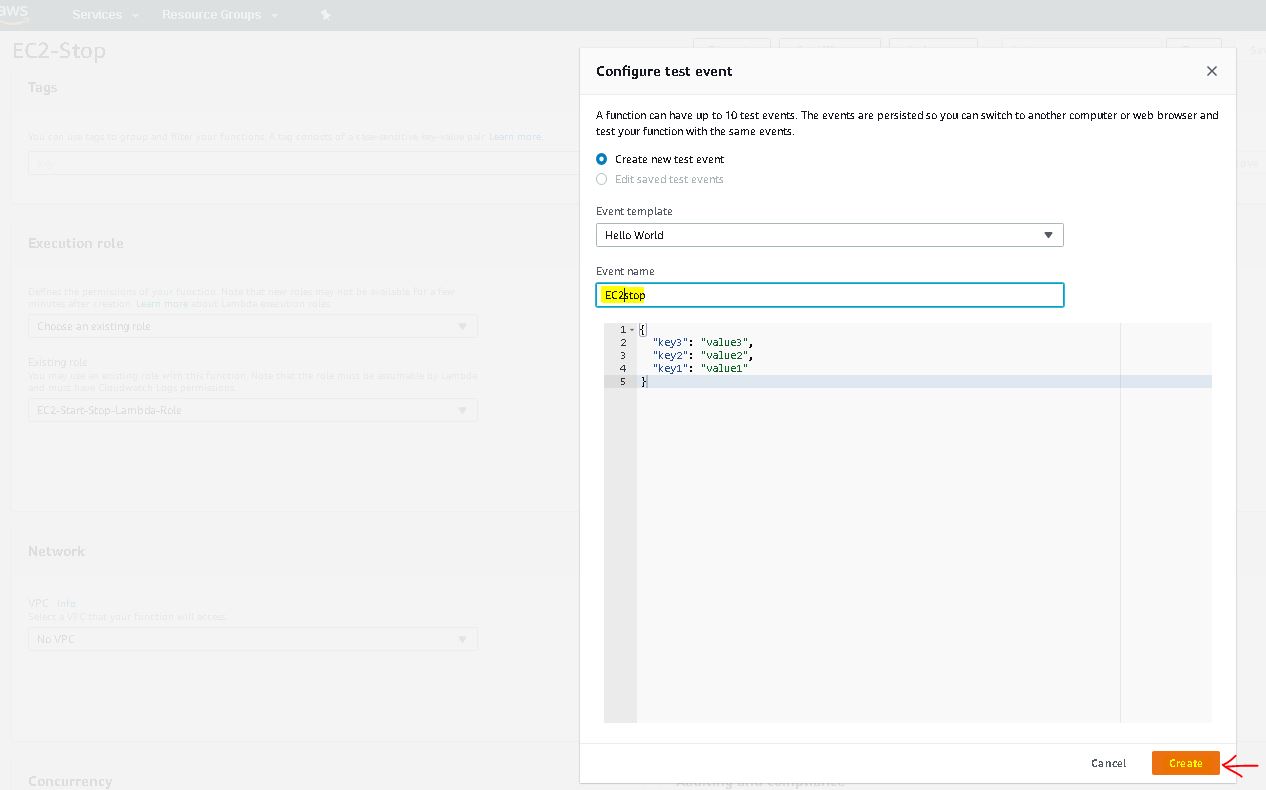 aws
Services
Resource Groups
EC2-Stop
Tags
You can use tags to group and filter your functions. A tag consists of a case-sensitive key-value pair. Learn more.
Key
Execution role
Defines the permissions of your function. Note that new roles may not be available for a few
minutes after creation. Learn more about Lambda execution roles.
Choose an existing role
Existing role
You may use an existing role with this function. Note that the role must be assumable by Lambda
and must have Cloudwatch Logs permissions.
EC2-Start-Stop-Lambda-Role
Network
VPC Info
Select a VPC that your function will access.
No VPC
Concurrency
Auditing and compliance
Configure test event
A function can have up to 10 test events. The events are persisted so you can switch to another computer or web browser and
test your function with the same events.
Create new test event
Edit saved test events
Event template
Hello World
Event name
EC2stop
1 {
2 "key3": "value3",
3 "key2": "value2",
4 "key1": "value1"
5 }
Cancel
Create